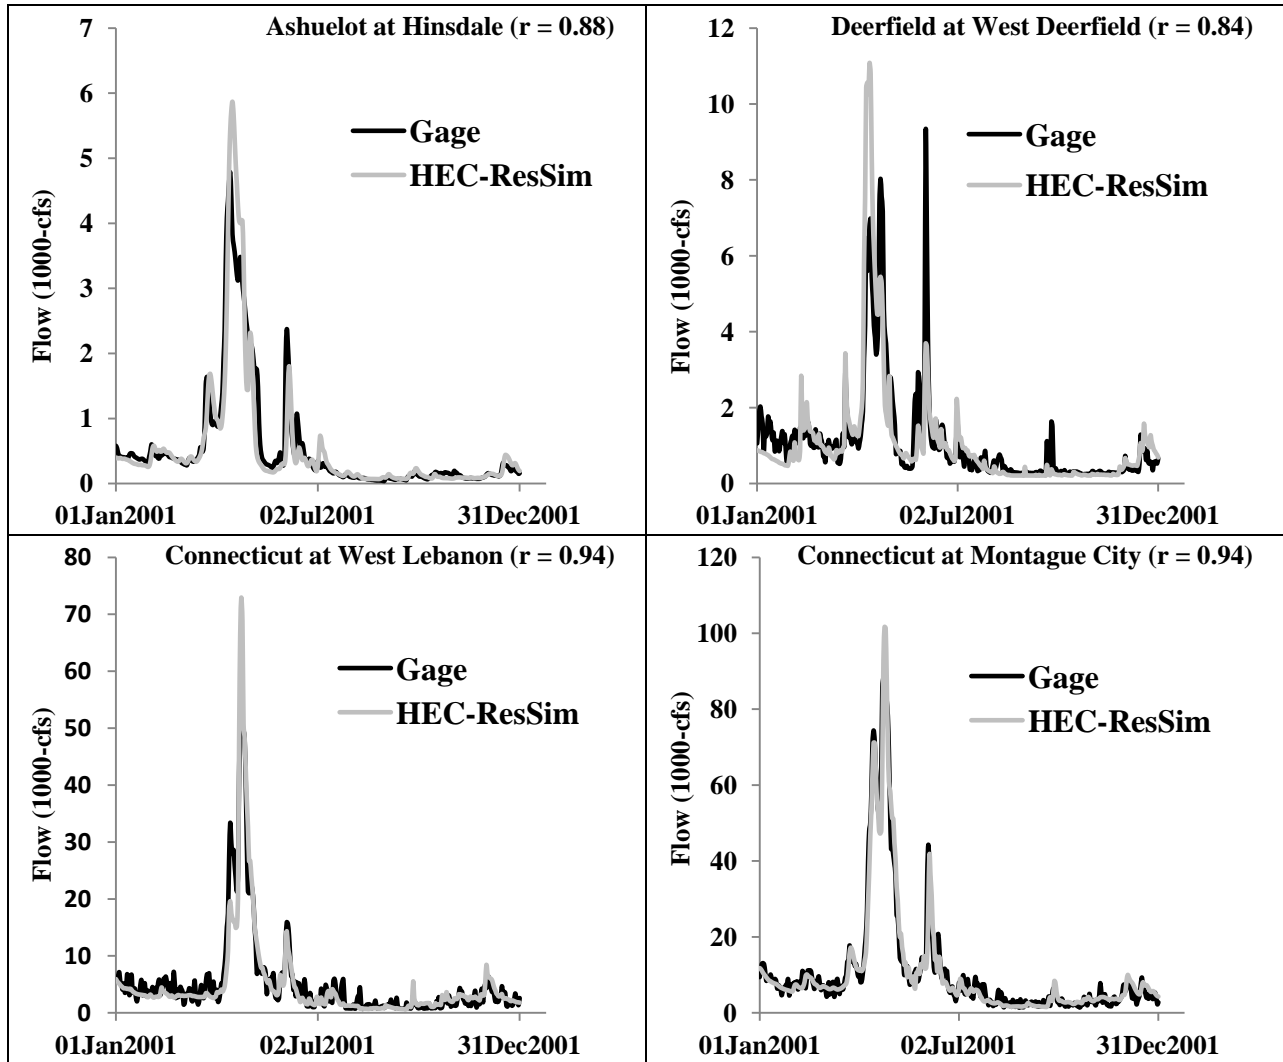 Ashuelot at Hinsdale (r = 0.88)
7
6
5
4
3
2
1
0
Flow (1000-cfs)
Gage
HEC-ResSim
01Jan2001
02Jul2001
31Dec2001
Deerfield at West Deerfield (r = 0.84)
12
10
8
6
4
2
0
Flow (1000-cfs)
Gage
HEC-ResSim
01Jan2001
02Jul2001
31Dec2001
Connecticut at West Lebanon (r = 0.94)
80
70
60
50
40
30
20
10
0
Flow (1000-cfs)
Gage
HEC-ResSim
01Jan2001
02Jul2001
31Dec2001
Connecticut at Montague City (r = 0.94)
120
100
80
60
40
20
0
Flow (1000-cfs)
Gage
HEC-ResSim
01Jan2001
02Jul2001
31Dec2001